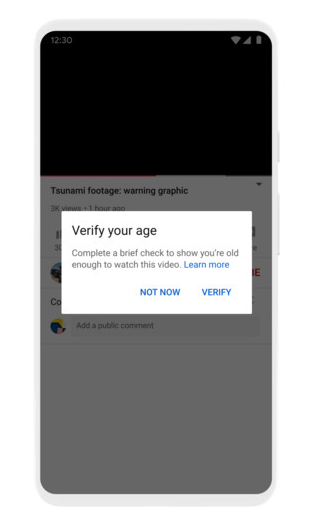 12:30
Tsunami footage: warning graphic
3K views • 1 hour ago
Verify your age
Complete a brief check to show you're old
enough to watch this video. Learn more
NOT NOW
VERIFY
Add a public comment